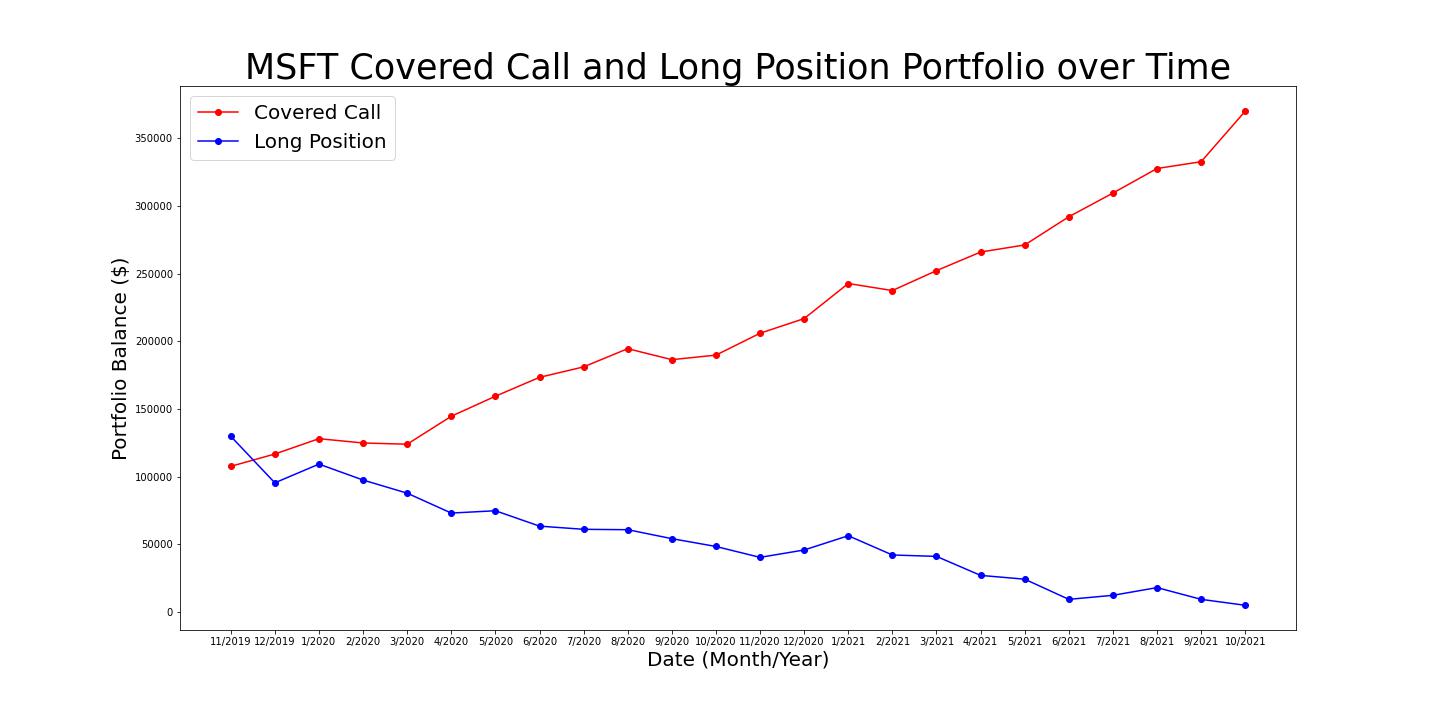 MSFT Covered Call and Long Position Portfolio over Time
Covered Call
Long Position
Portfolio Balance ($)
350000
300000
250000
200000
150000
100000
50000
0
11/2019 12/2019 1/2020 2/2020 3/2020 4/2020 5/2020 6/2020 7/2020 8/2020 9/2020 10/2020 11/2020 12/2020 1/2021 2/2021 3/2021 4/2021 5/2021 6/2021 7/2021 8/2021 9/2021 10/2021
Date (Month/Year)